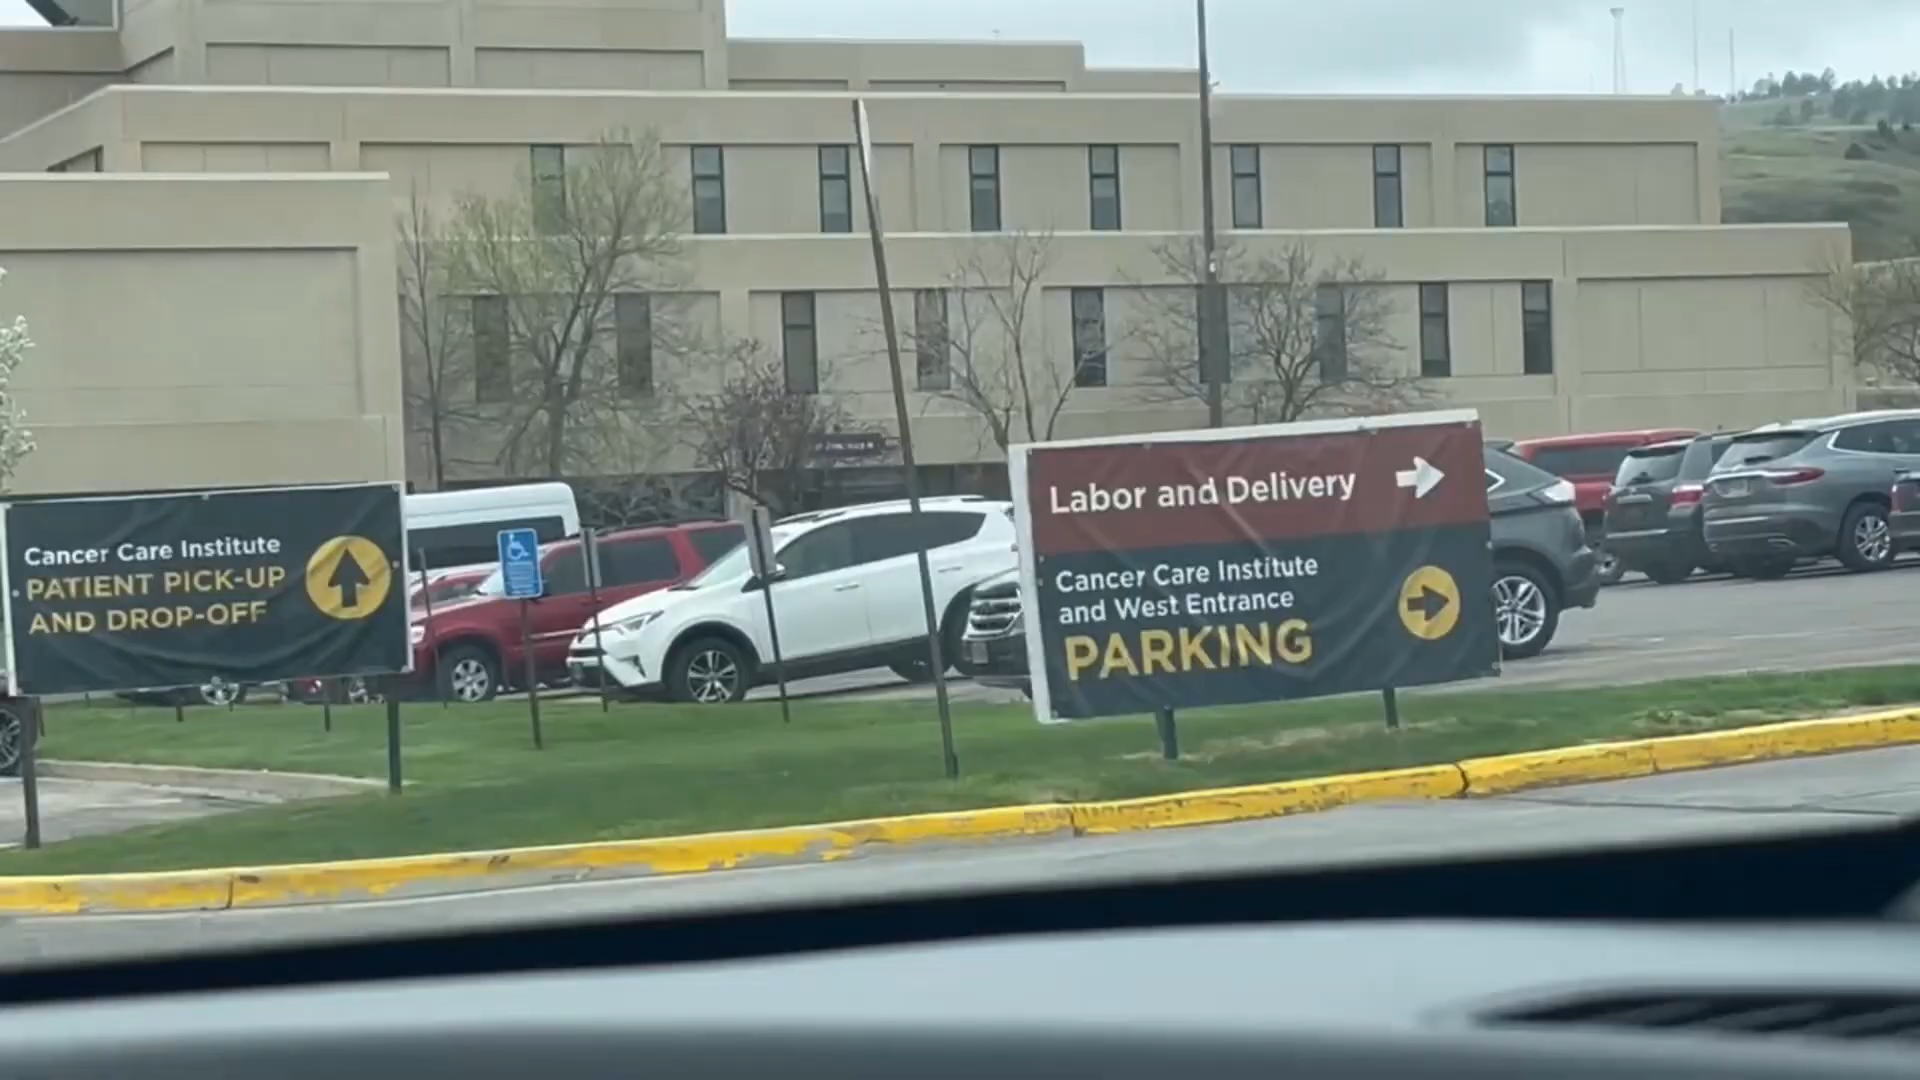 Cancer Care Institute
PATIENT PICK-UP
AND DROP-OFF
Labor and Delivery
Cancer Care Institute
and West Entrance
PARKING